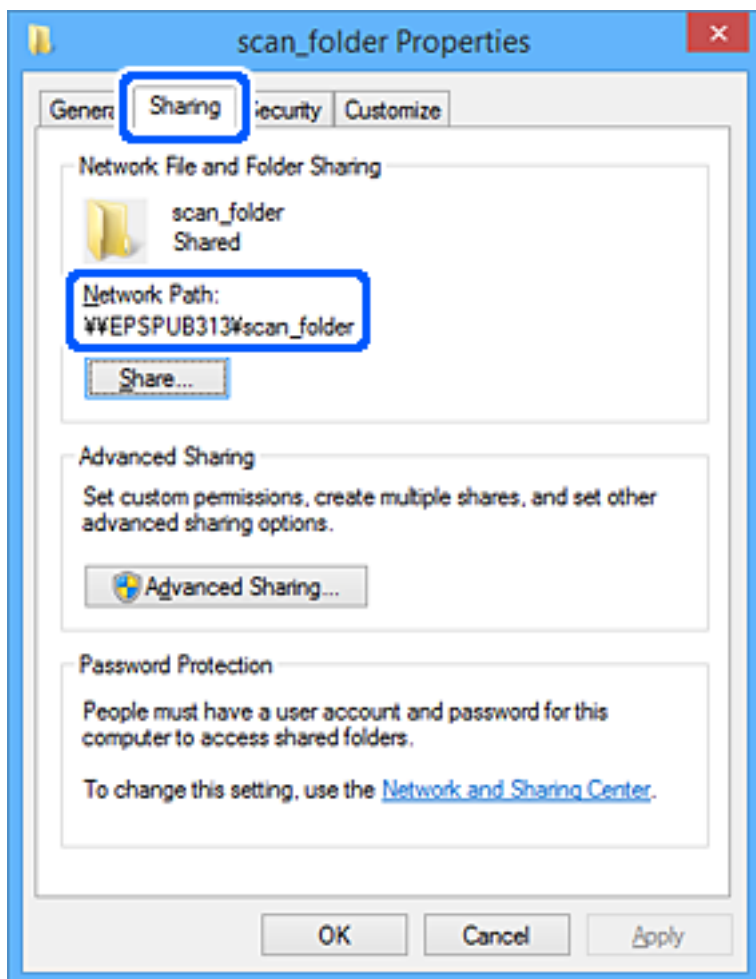 scan_folder Properties
General Sharing Security Customize
Network File and Folder Sharing
scan_folder
Shared
Network Path:
¥¥EPSPUB313¥scan_folder
Share...
Advanced Sharing
Set custom permissions, create multiple shares, and set other
advanced sharing options.
Advanced Sharing...
Password Protection
People must have a user account and password for this
computer to access shared folders.
To change this setting, use the Network and Sharing Center.
OK Cancel Apply